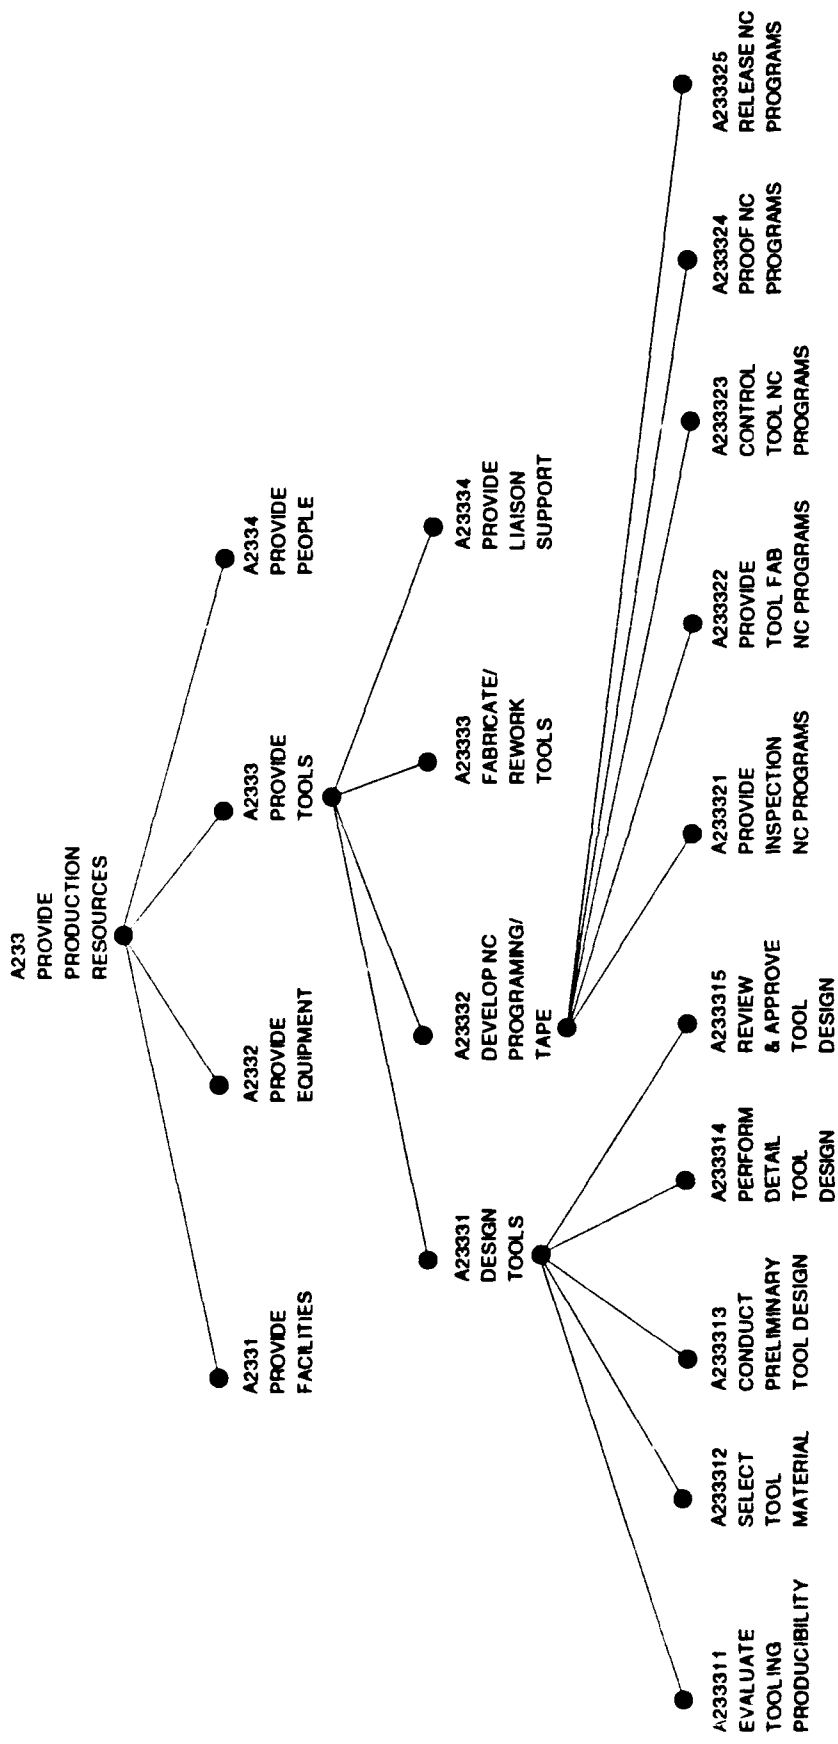 A233
PROVIDE
PRODUCTION
RESOURCES
A2331
PROVIDE
FACILITIES
A2332
PROVIDE
EQUIPMENT
A2333
PROVIDE
TOOLS
A2334
PROVIDE
PEOPLE
A23331
DESIGN
TOOLS
A23332
DEVELOP NC
PROGRAMING/
TAPE
A23333
FABRICATE/
REWORK
TOOLS
A23334
PROVIDE
LIAISON
SUPPORT
A233311
EVALUATE
TOOLING
PRODUCIBILITY
A233312
SELECT
TOOL
MATERIAL
A233313
CONDUCT
PRELIMINARY
TOOL DESIGN
A233314
PERFORM
DETAIL
TOOL
DESIGN
A233315
REVIEW
& APPROVE
TOOL
DESIGN
A233321
PROVIDE
INSPECTION
NC PROGRAMS
A233322
PROVIDE
TOOL FAB
NC PROGRAMS
A233323
CONTROL
TOOL NC
PROGRAMS
A233324
PROOF NC
PROGRAMS
A233325
RELEASE NC
PROGRAMS